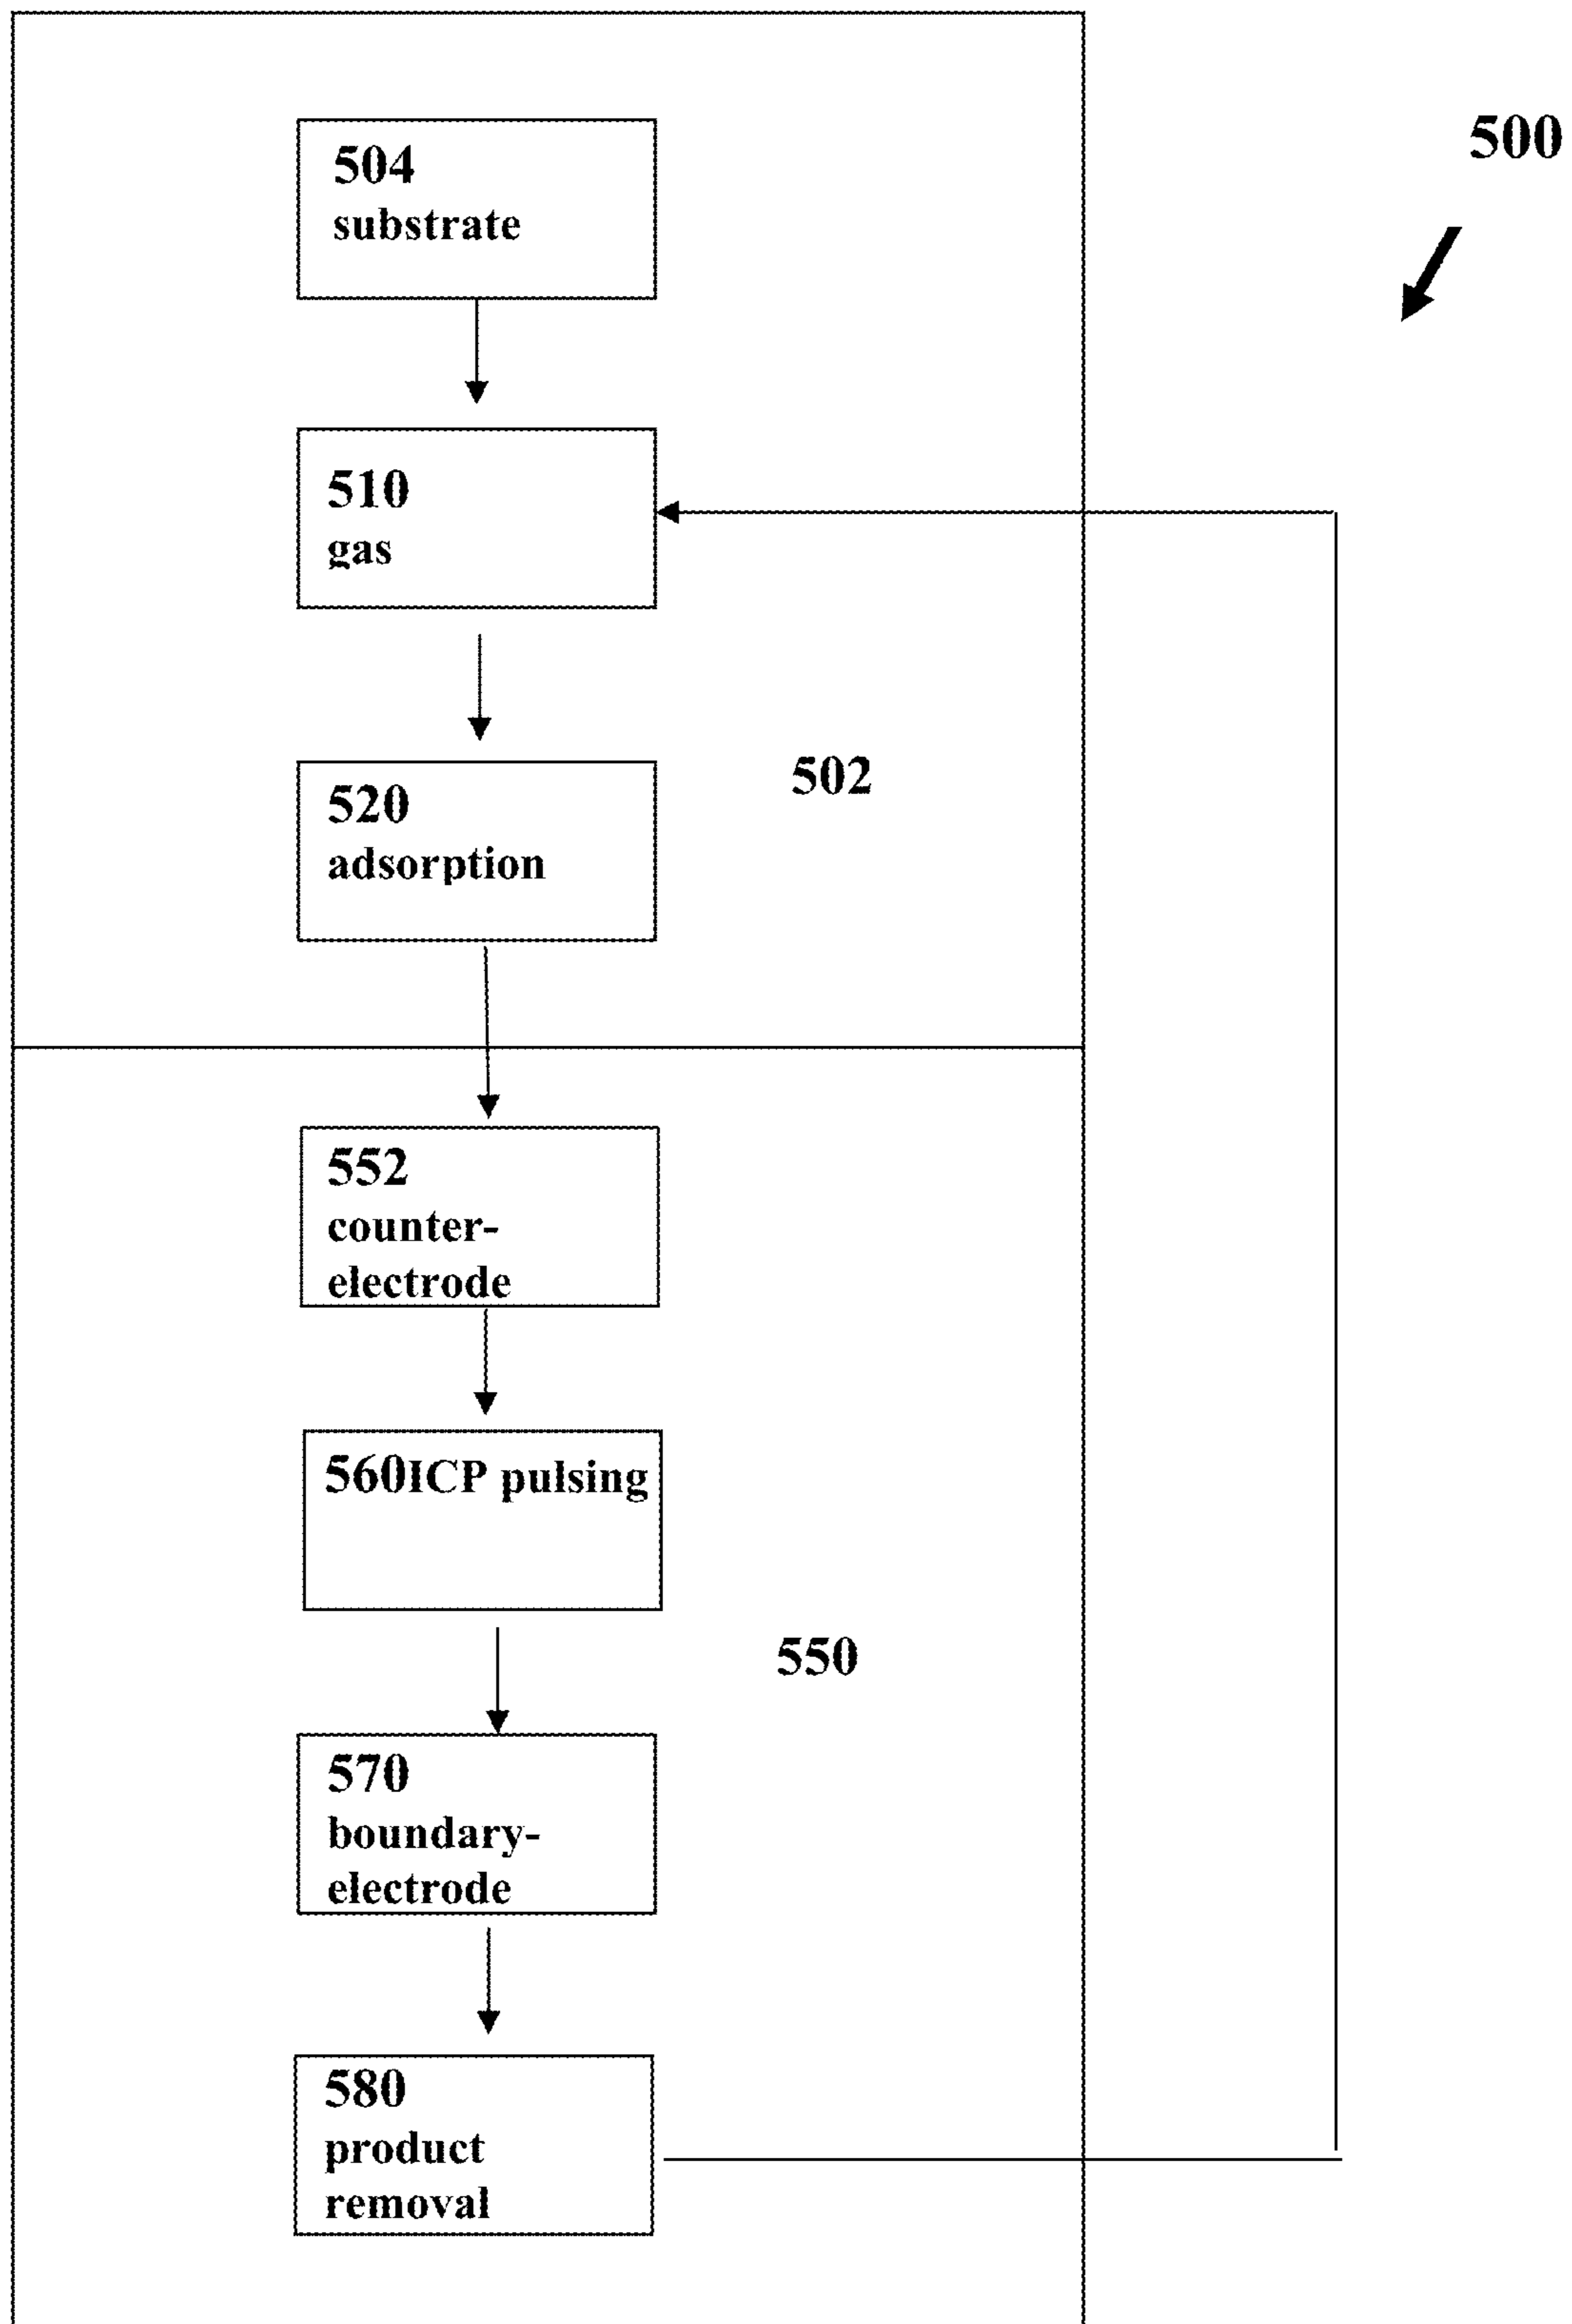 500
504
substrate
510
gas
502
520
adsorption
552
counter-
electrode
560ICP pulsing
550
570
boundary-
electrode
580
product
removal